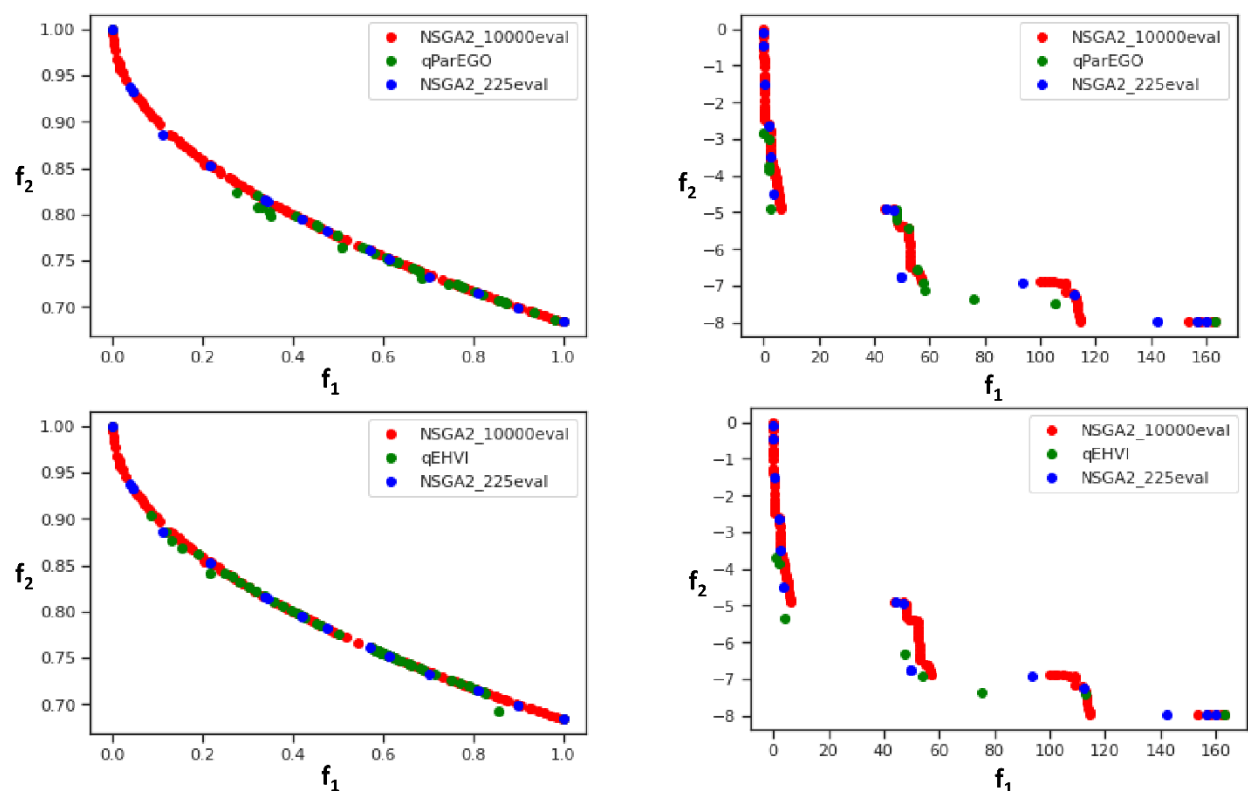 1.00
0.95
0.90
0.85
0.80
0.75
0.70
f2
0.0 0.2 0.4 0.6 0.8 1.0
f1
NSGA2_10000eval
qParEGO
NSGA2_225eval
0
−1
−2
−3
−4
−5
−6
−7
−8
f2
0 20 40 60 80 100 120 140 160
f1
NSGA2_10000eval
qParEGO
NSGA2_225eval
1.00
0.95
0.90
0.85
0.80
0.75
0.70
f2
0.0 0.2 0.4 0.6 0.8 1.0
f1
NSGA2_10000eval
qEHVI
NSGA2_225eval
0
−1
−2
−3
−4
−5
−6
−7
−8
f2
0 20 40 60 80 100 120 140 160
f1
NSGA2_10000eval
qEHVI
NSGA2_225eval